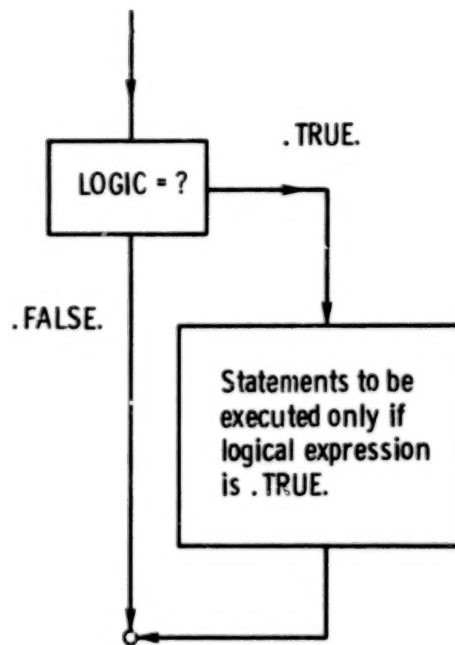 .TRUE.
LOGIC = ?
.FALSE.
Statements to be
executed only if
logical expression
is .TRUE.